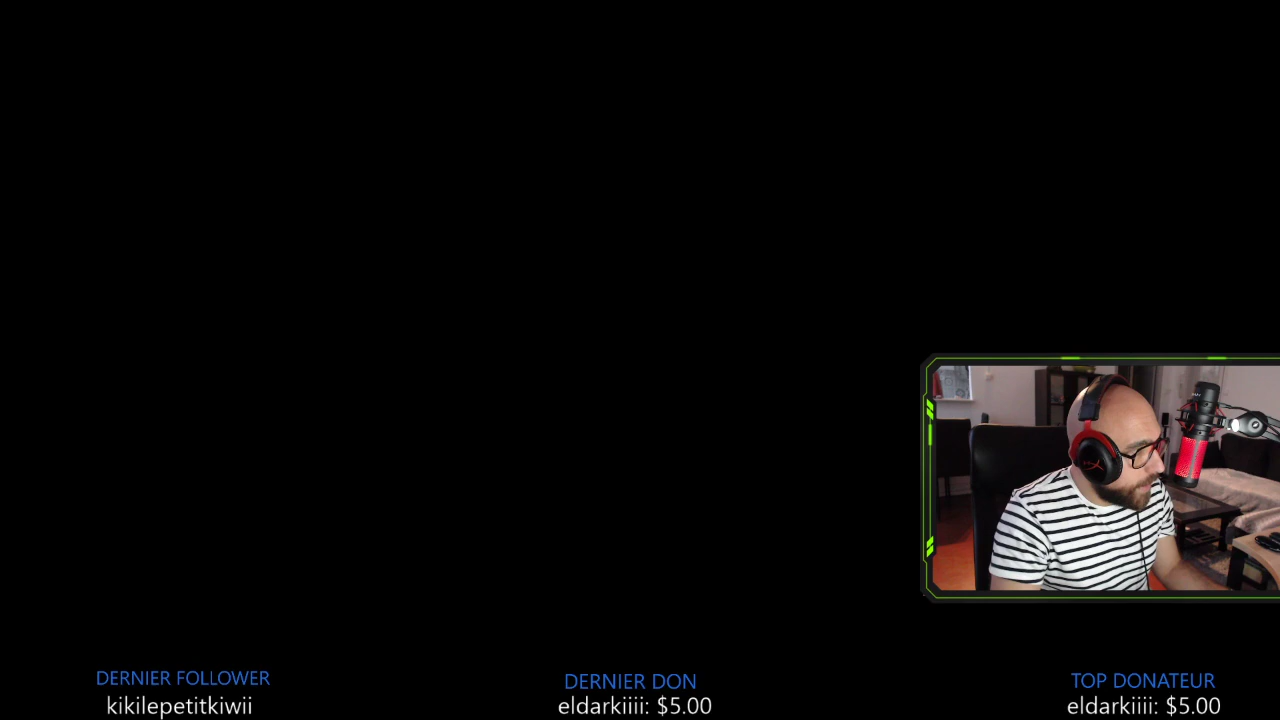 DERNIER FOLLOWER
kikilepetitkiwii
DERNIER DON
eldarkiiii: $5.00
TOP DONATEUR
eldarkiiii: $5.00